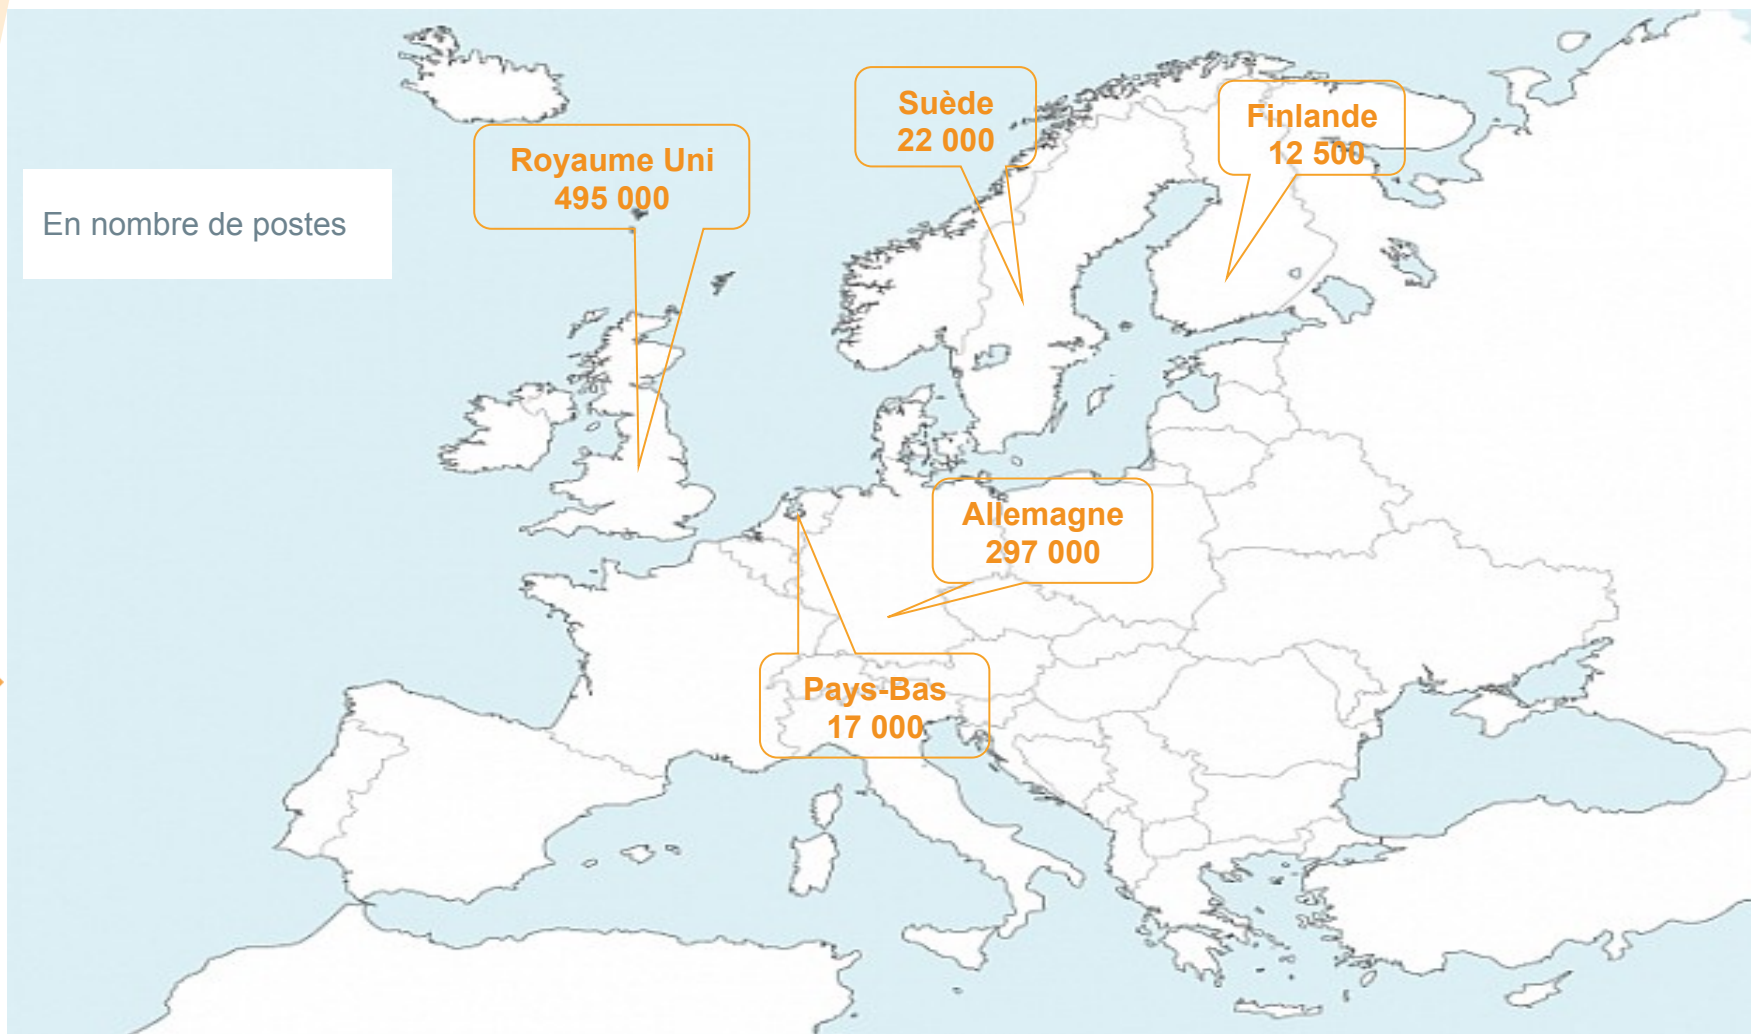 Suède
22 000
Finlande
12 500
Royaume Uni
495 000
En nombre de postes
Allemagne
297 000
Pays-Bas
17 000